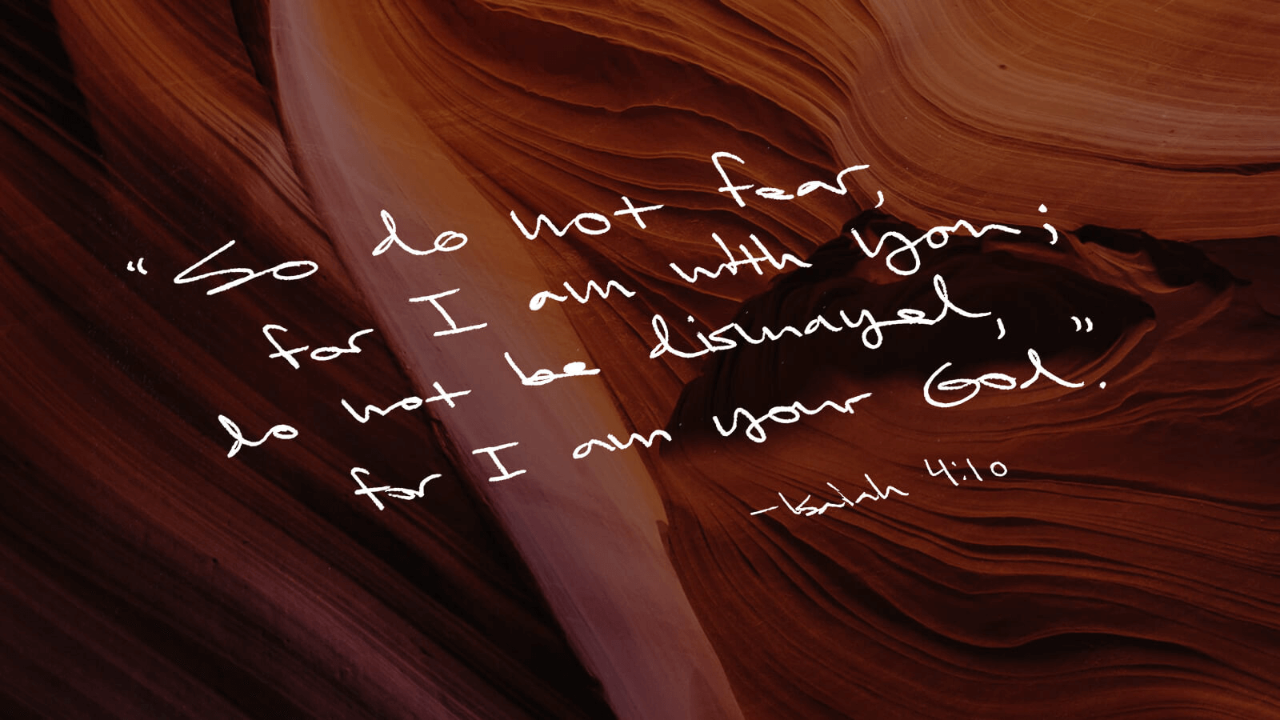 “So do not fear,
for I am with you;
do not be dismayed,
for I am your God.”
-Isaiah 4:10